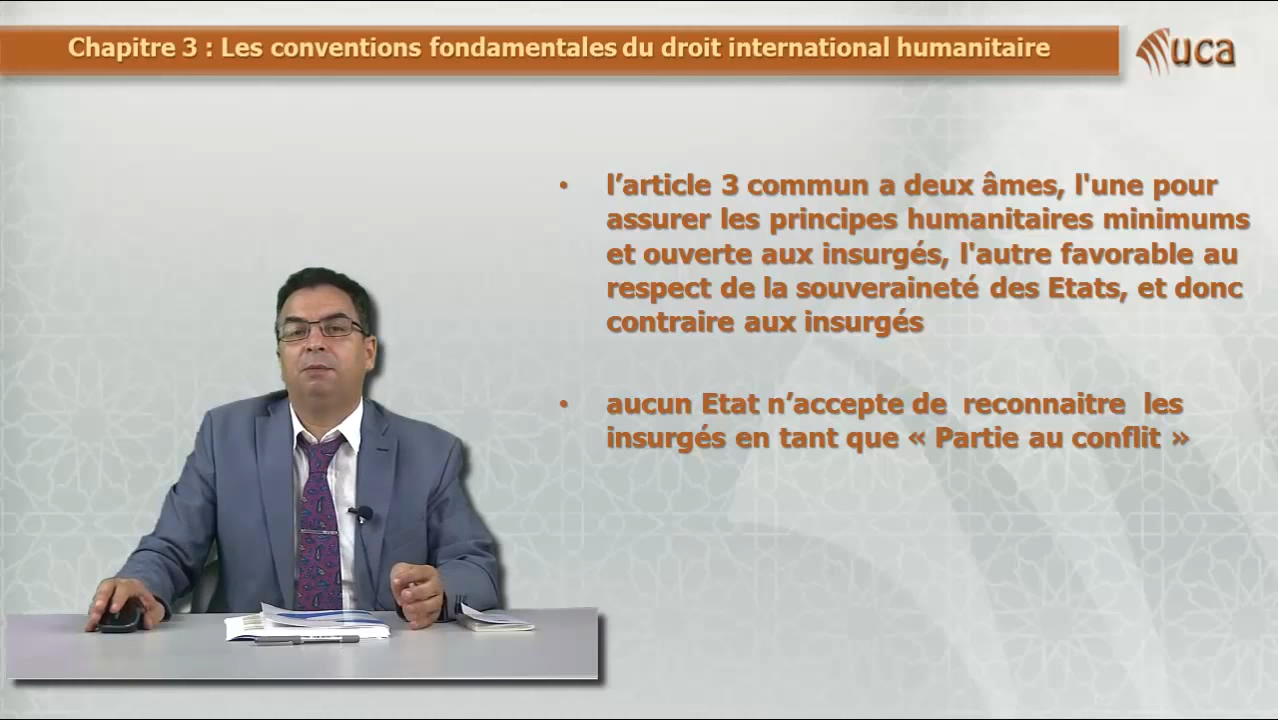 Chapitre 3 : Les conventions fondamentales du droit international humanitaire
uca
• l’article 3 commun a deux âmes, l'une pour
assurer les principes humanitaires minimums
et ouverte aux insurgés, l'autre favorable au
respect de la souveraineté des Etats, et donc
contraire aux insurgés
• aucun Etat n’accepte de reconnaitre les
insurgés en tant que « Partie au conflit »